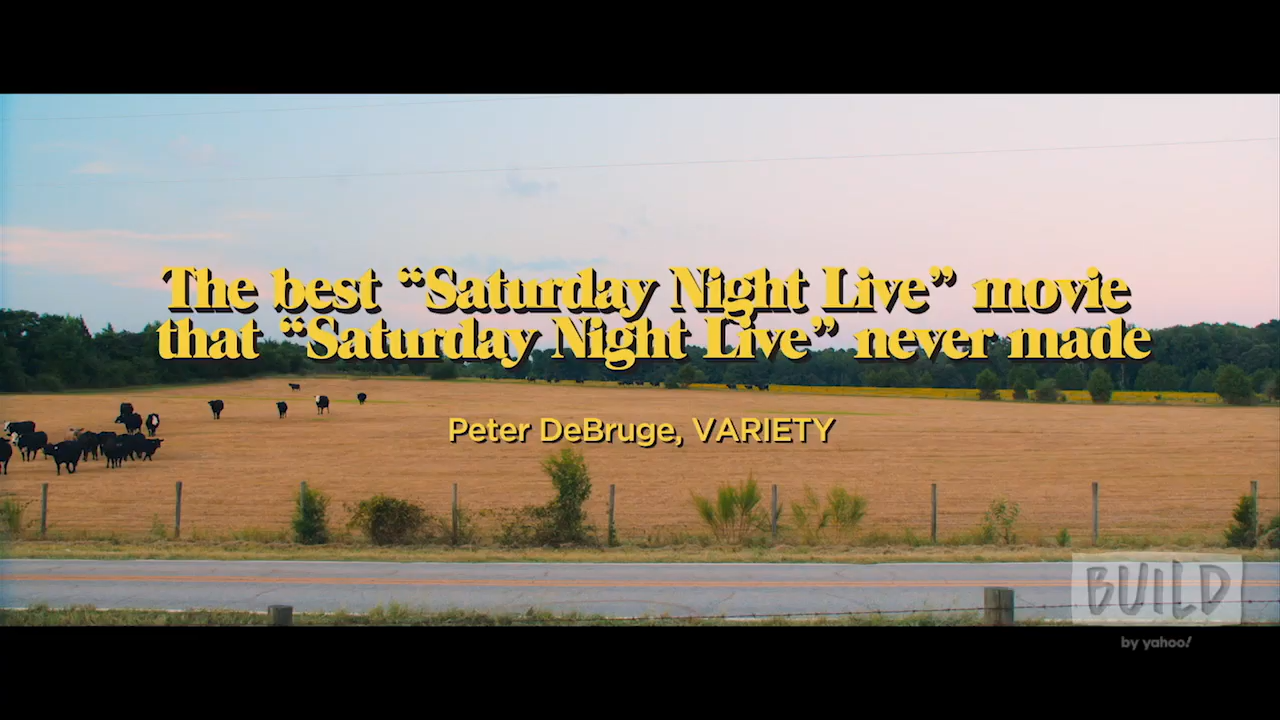 The best “Saturday Night Live” movie
that “Saturday Night Live” never made
Peter DeBruge, VARIETY
BUILD
by yahoo!